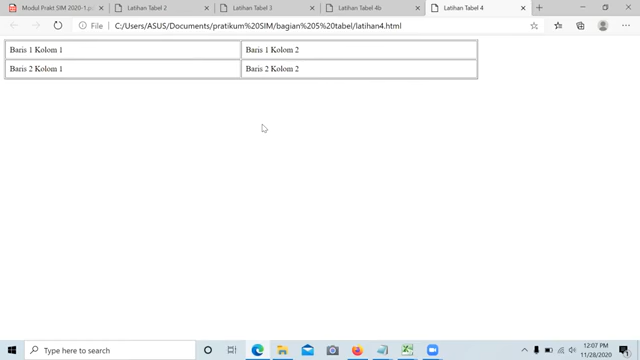 Modul Prakt SIM 2020-1.p
Latihan Tabel 2
Latihan Tabel 3
Latihan Tabel 4b
Latihan Tabel 4
File
C:/Users/ASUS/Documents/pratikum%20SIM/bagian%205%20tabel/latihan4.html
Baris 1 Kolom 1 Baris 1 Kolom 2
Baris 2 Kolom 1 Baris 2 Kolom 2
Type here to search
12:07 PM
11/28/2020